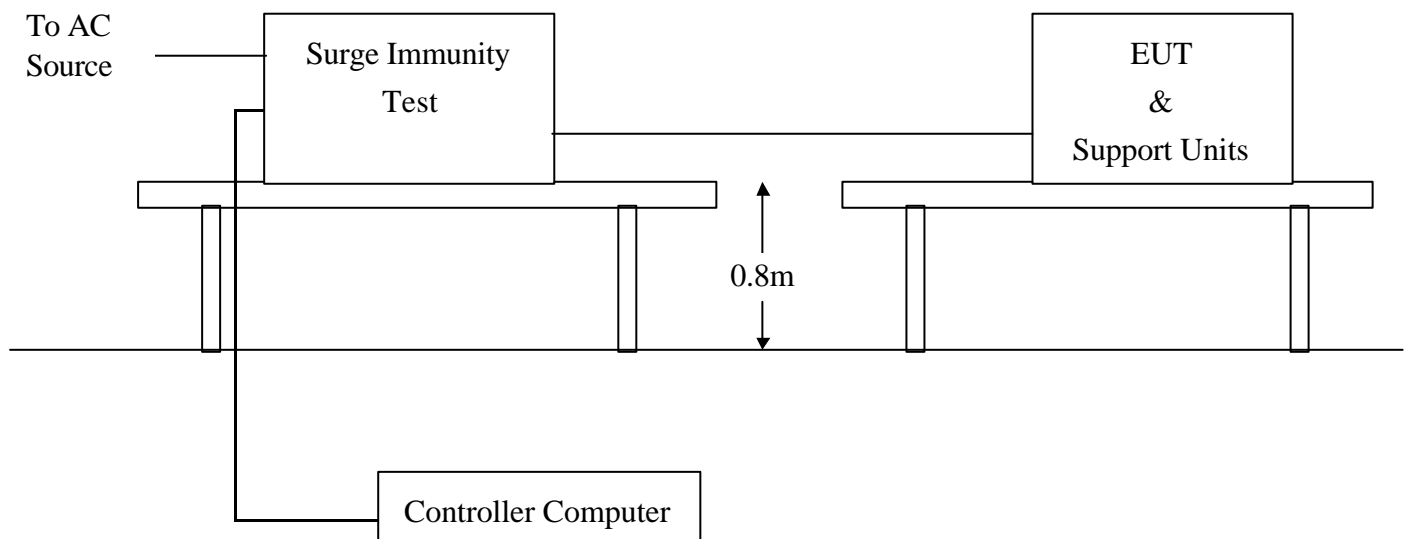 To AC
Source
Surge Immunity
Test
EUT
&
Support Units
0.8m
Controller Computer